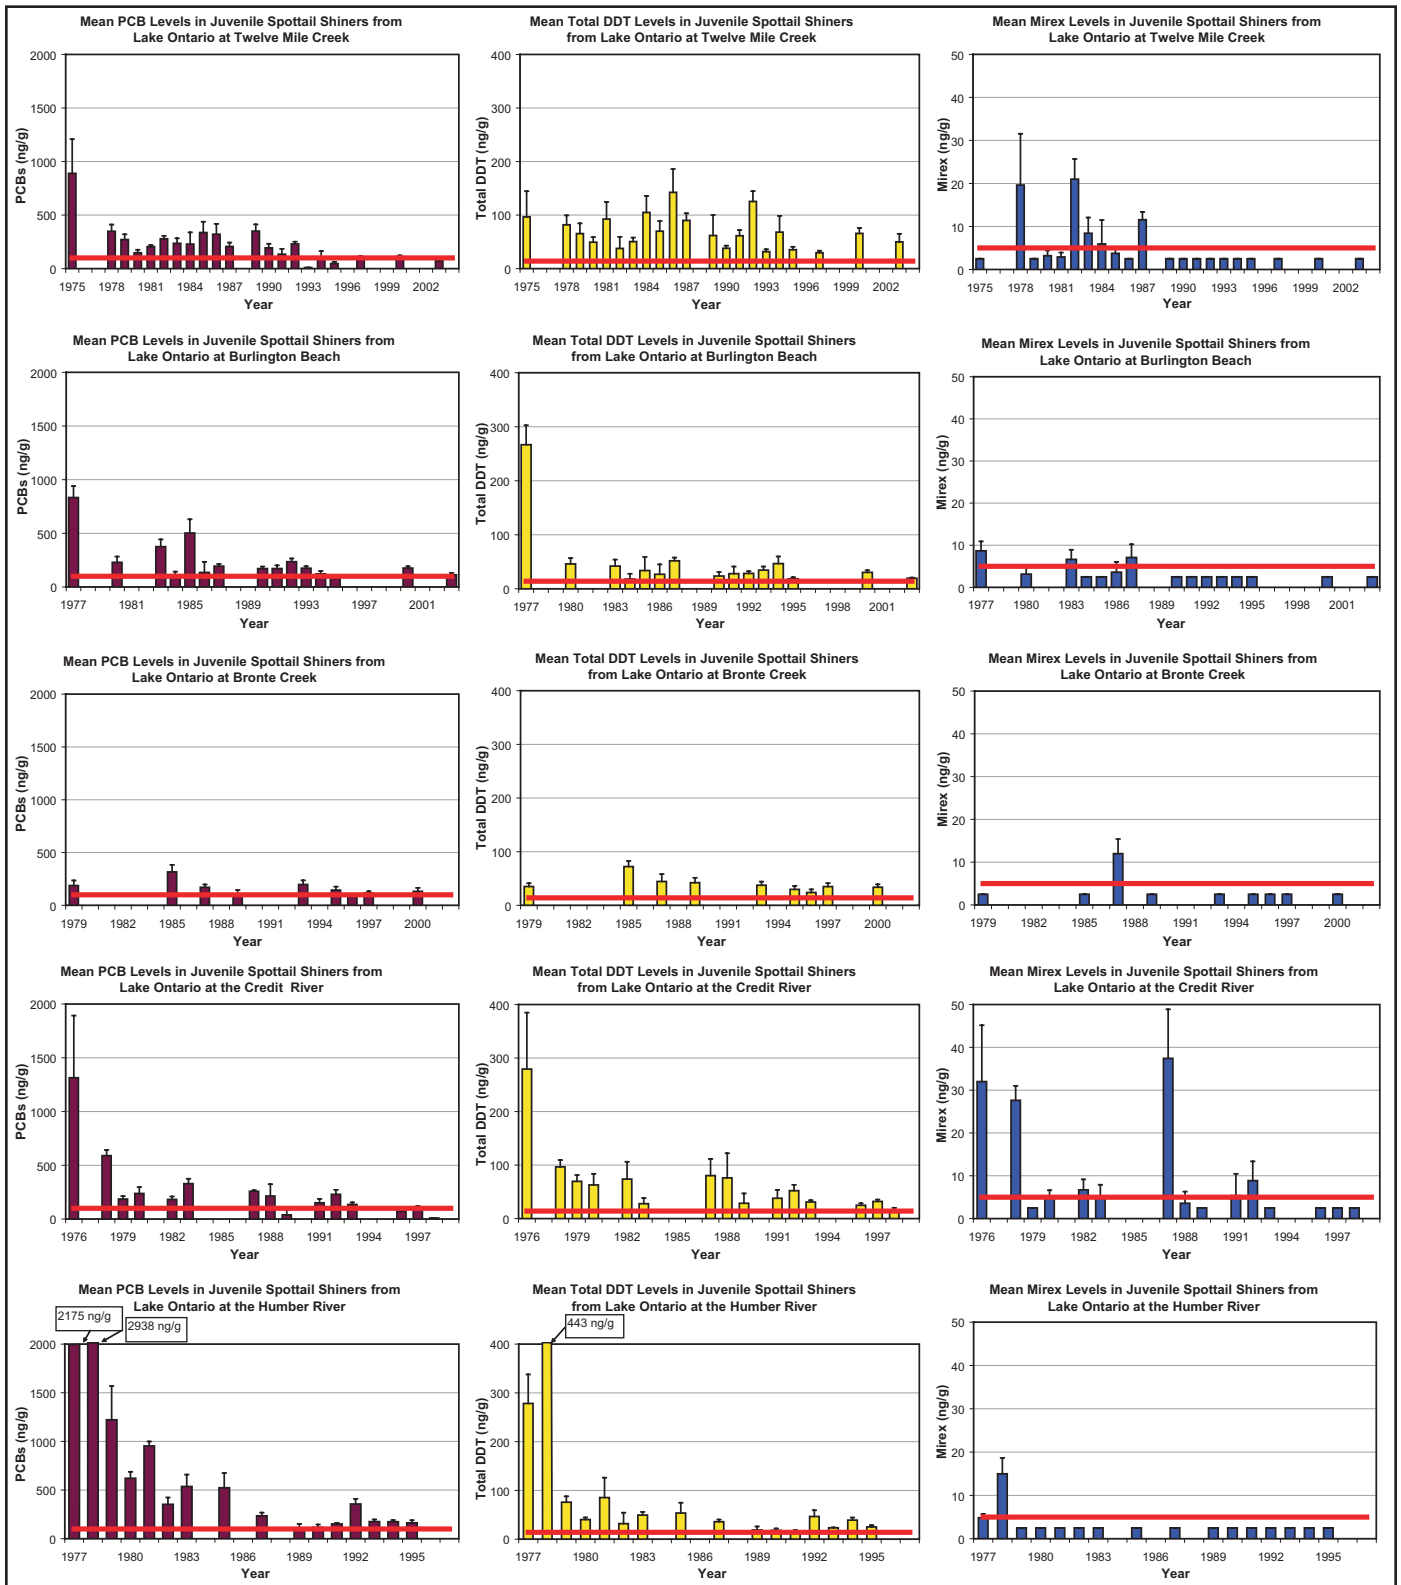 Mean PCB Levels in Juvenile Spottail Shiners from
Lake Ontario at Twelve Mile Creek
2000
1500
1000
500
0
PCBs (ng/g)
1975 1978 1981 1984 1987 1990 1993 1996 1999 2002
Year
Mean Total DDT Levels in Juvenile Spottail Shiners
from Lake Ontario at Twelve Mile Creek
400
300
200
100
0
Total DDT (ng/g)
1975 1978 1981 1984 1987 1990 1993 1996 1999 2002
Year
Mean Mirex Levels in Juvenile Spottail Shiners from
Lake Ontario at Twelve Mile Creek
50
40
30
20
10
0
Mirex (ng/g)
1975 1978 1981 1984 1987 1990 1993 1996 1999 2002
Year
Mean PCB Levels in Juvenile Spottail Shiners from
Lake Ontario at Burlington Beach
2000
1500
1000
500
0
PCBs (ng/g)
1977 1981 1985 1989 1993 1997 2001
Year
Mean Total DDT Levels in Juvenile Spottail Shiners
from Lake Ontario at Burlington Beach
400
300
200
100
0
Total DDT (ng/g)
1977 1980 1983 1986 1989 1992 1995 1998 2001
Year
Mean Mirex Levels in Juvenile Spottail Shiners from
Lake Ontario at Burlington Beach
50
40
30
20
10
0
Mirex (ng/g)
1977 1980 1983 1986 1989 1992 1995 1998 2001
Year
Mean PCB Levels in Juvenile Spottail Shiners from
Lake Ontario at Bronte Creek
2000
1500
1000
500
0
PCBs (ng/g)
1979 1982 1985 1988 1991 1994 1997 2000
Year
Mean Total DDT Levels in Juvenile Spottail Shiners
from Lake Ontario at Bronte Creek
400
300
200
100
0
Total DDT (ng/g)
1979 1982 1985 1988 1991 1994 1997 2000
Year
Mean Mirex Levels in Juvenile Spottail Shiners from
Lake Ontario at Bronte Creek
50
40
30
20
10
0
Mirex (ng/g)
1979 1982 1985 1988 1991 1994 1997 2000
Year
Mean PCB Levels in Juvenile Spottail Shiners from
Lake Ontario at the Credit River
2000
1500
1000
500
0
PCBs (ng/g)
1976 1979 1982 1985 1988 1991 1994 1997
Year
Mean Total DDT Levels in Juvenile Spottail Shiners
from Lake Ontario at the Credit River
400
300
200
100
0
Total DDT (ng/g)
1976 1979 1982 1985 1988 1991 1994 1997
Year
Mean Mirex Levels in Juvenile Spottail Shiners from
Lake Ontario at the Credit River
50
40
30
20
10
0
Mirex (ng/g)
1976 1979 1982 1985 1988 1991 1994 1997
Year
Mean PCB Levels in Juvenile Spottail Shiners from
Lake Ontario at the Humber River
2175 ng/g
2938 ng/g
2000
1500
1000
500
0
PCBs (ng/g)
1977 1980 1983 1986 1989 1992 1995
Year
Mean Total DDT Levels in Juvenile Spottail Shiners
from Lake Ontario at the Humber River
443 ng/g
400
300
200
100
0
Total DDT (ng/g)
1977 1980 1983 1986 1989 1992 1995
Year
Mean Mirex Levels in Juvenile Spottail Shiners from
Lake Ontario at the Humber River
50
40
30
20
10
0
Mirex (ng/g)
1977 1980 1983 1986 1989 1992 1995
Year